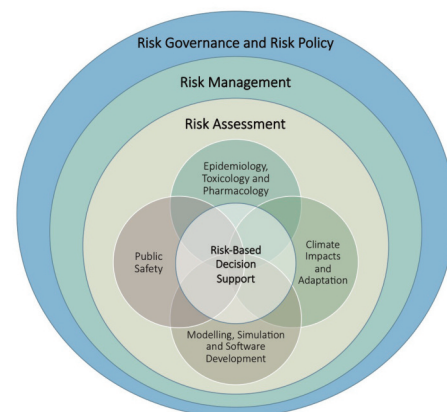 Risk Governance and Risk Policy
Risk Management
Risk Assessment
Epidemiology,
Toxicology and
Pharmacology
Public
Safety
Risk-Based
Decision
Support
Climate
Impacts
and
Adaptation
Modelling, Simulation
and Software
Development